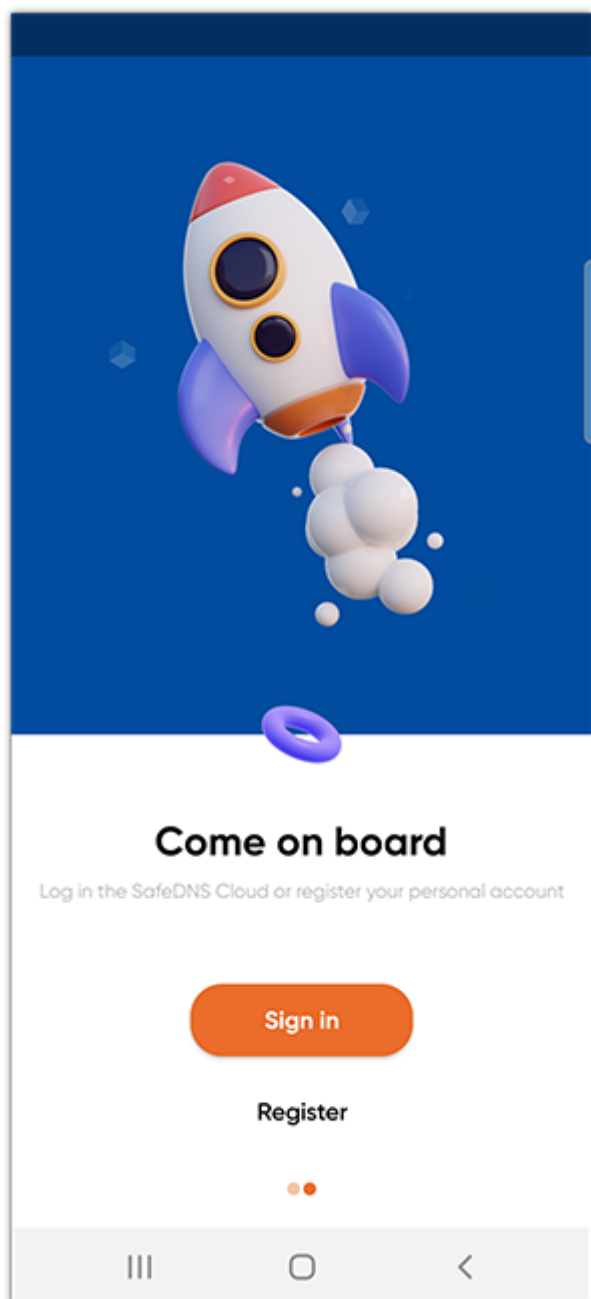 Come on board
Log in the SafeDNS Cloud or register your personal account
Sign in
Register